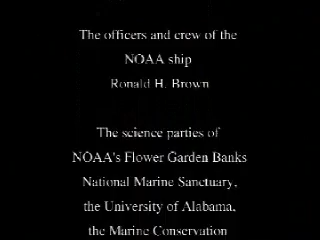 The officers and crew of the
NOAA ship
Ronald H. Brown
The science parties of
NOAA's Flower Garden Banks
National Marine Sanctuary,
the University of Alabama,
the Marine Conservation